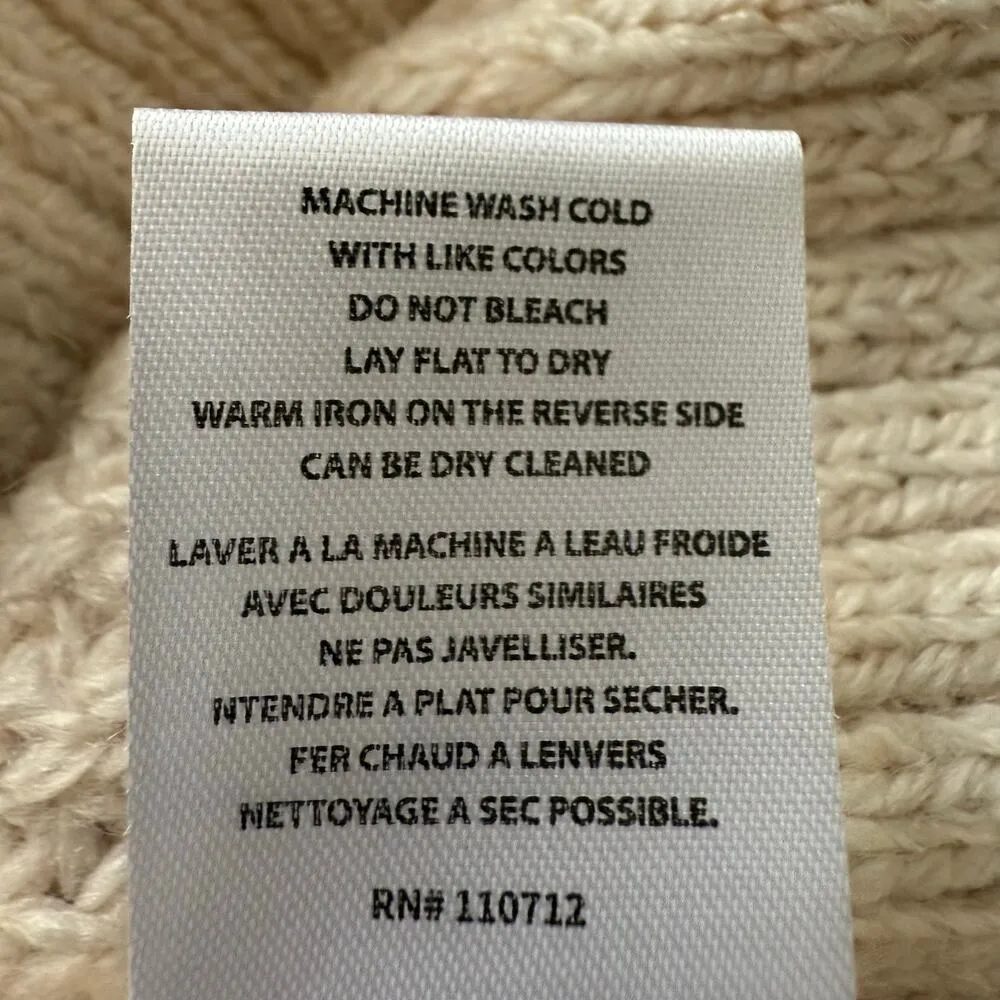 MACHINE WASH COLD
WITH LIKE COLORS
DO NOT BLEACH
LAY FLAT TO DRY
WARM IRON ON THE REVERSE SIDE
CAN BE DRY CLEANED
LAVER A LA MACHINE A LEAU FROIDE
AVEC DOULEURS SIMILAIRES
NE PAS JAVELLISER.
NTENDRE A PLAT POUR SECHER.
FER CHAUD A LENVERS
NETTOYAGE A SEC POSSIBLE.
RN# 110712